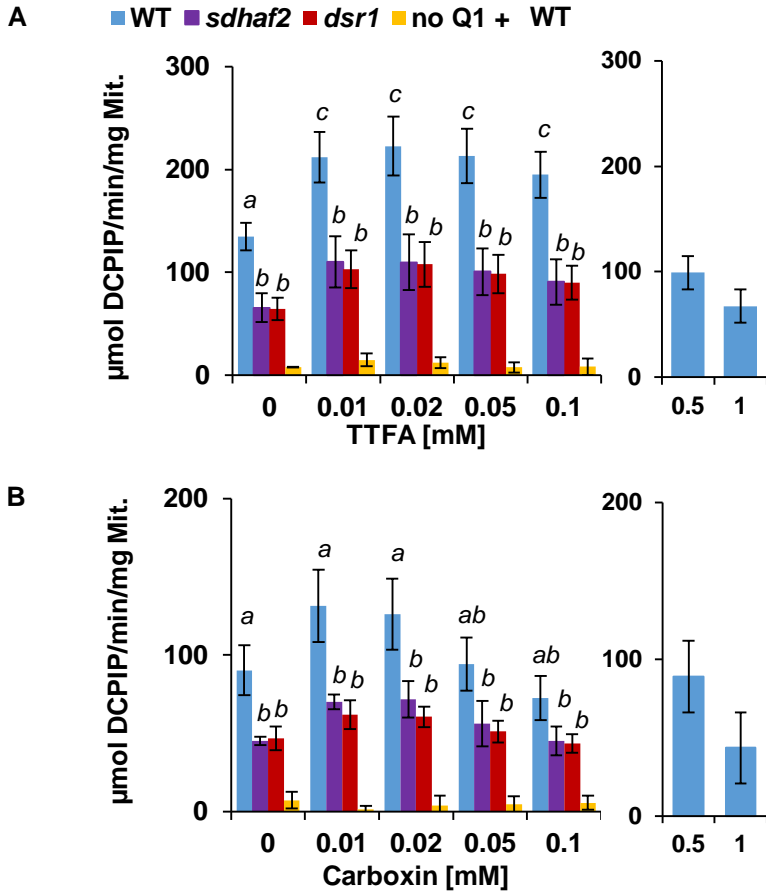 A WT sdhaf2 dsr1 no Q1 + WT
µmol DCPIP/min/mg Mit.
300
200
100
0
a
b b
c
b b
c
b b
c
b b
c
b b
0 0.01 0.02 0.05 0.1
TTFA [mM]
300
200
100
0
0.5 1
B
µmol DCPIP/min/mg Mit.
200
100
0
a
b b
a
b b
a
b b
ab
b b
ab
b b
0 0.01 0.02 0.05 0.1
Carboxin [mM]
200
100
0
0.5 1